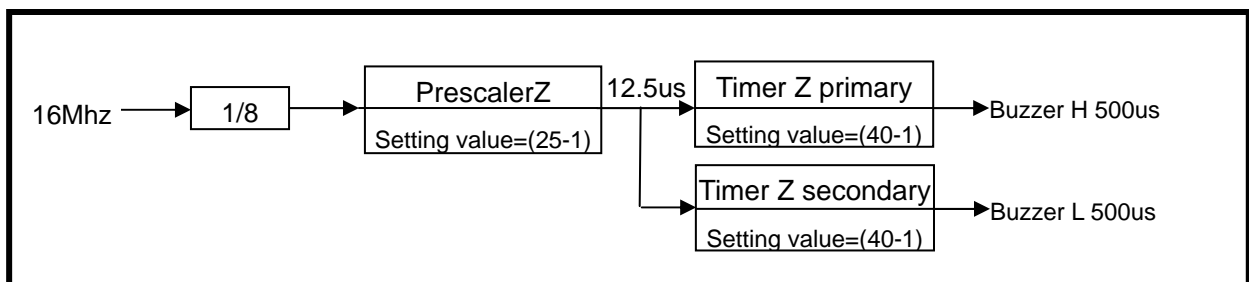 16Mhz
1/8
PrescalerZ
Setting value=(25-1)
12.5us
Timer Z primary
Setting value=(40-1)
Buzzer H 500us
Timer Z secondary
Setting value=(40-1)
Buzzer L 500us